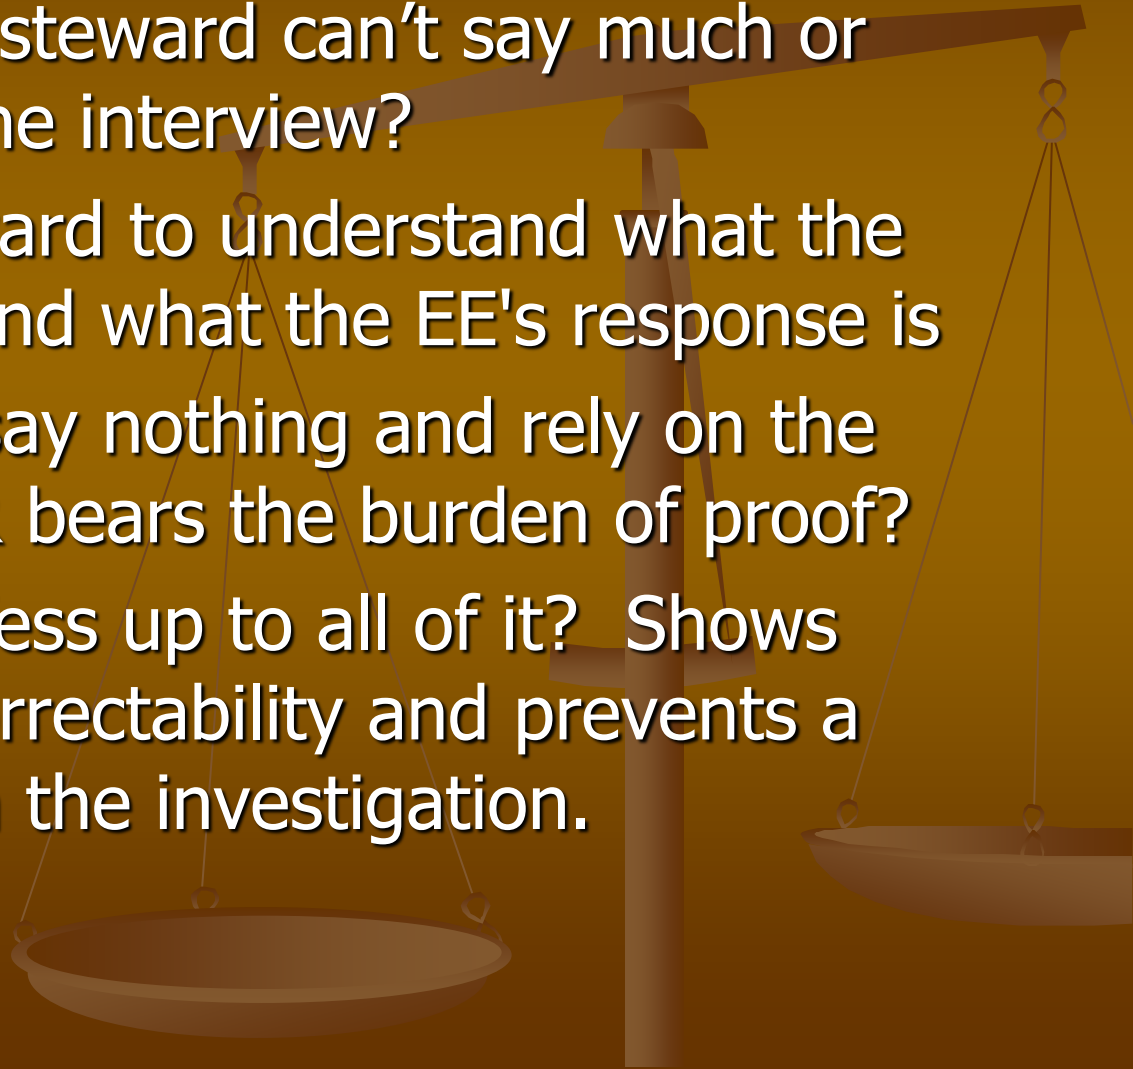 steward can’t say much or
he interview?
ard to understand what the
nd what the EE's response is
say nothing and rely on the
bears the burden of proof?
ess up to all of it?  Shows
rrectability and prevents a
the investigation.